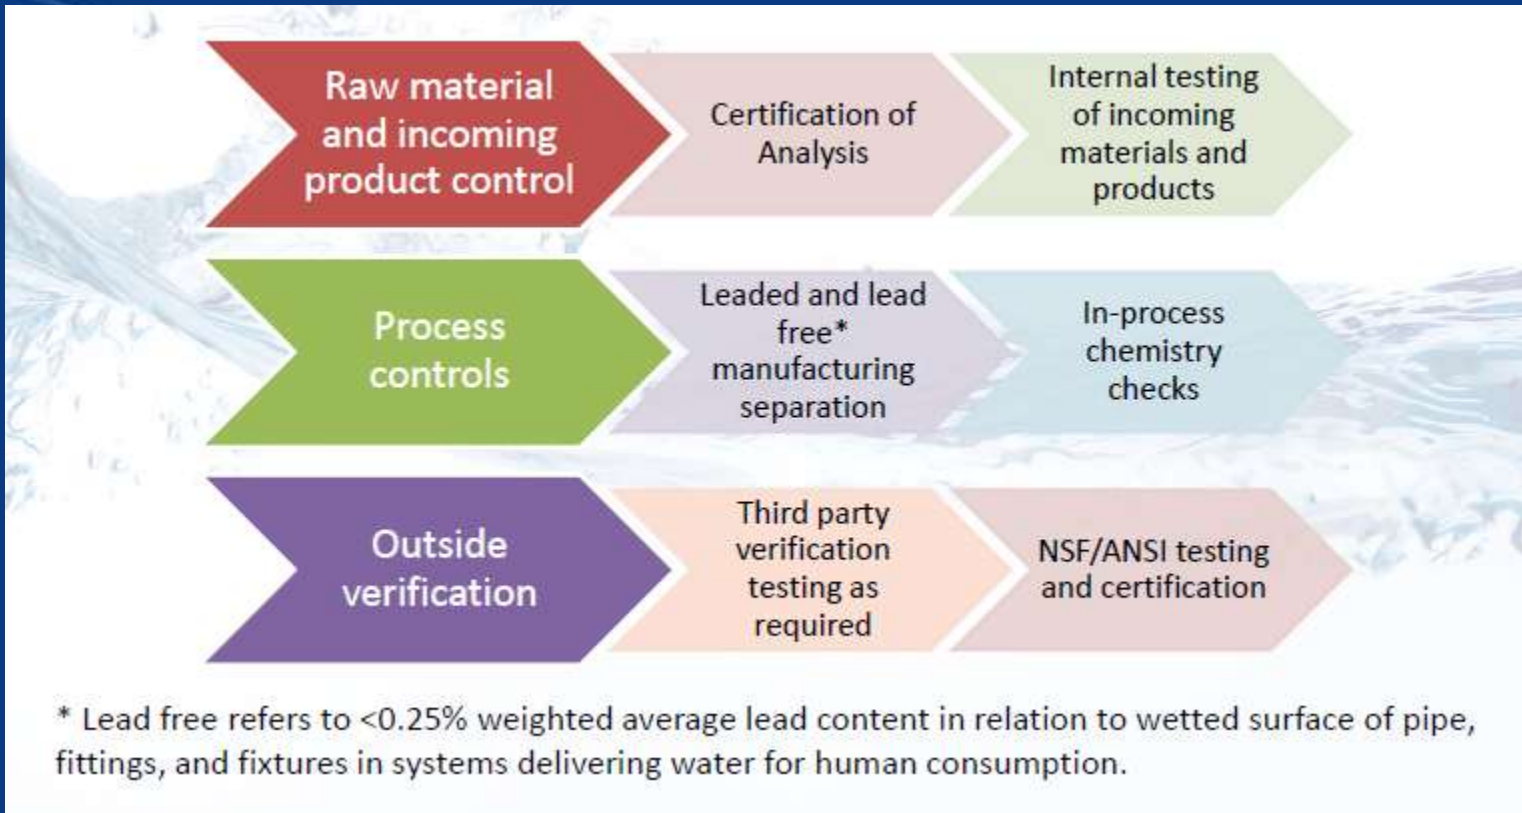 Raw material
and incoming
product control
Certification of
Analysis
Internal testing
of incoming
materials and
products
Process
controls
Leaded and lead
free*
manufacturing
separation
In-process
chemistry
checks
Outside
verification
Third party
verification
testing as
required
NSF/ANSI testing
and certification
* Lead free refers to <0.25% weighted average lead content in relation to wetted surface of pipe,
fittings, and fixtures in systems delivering water for human consumption.